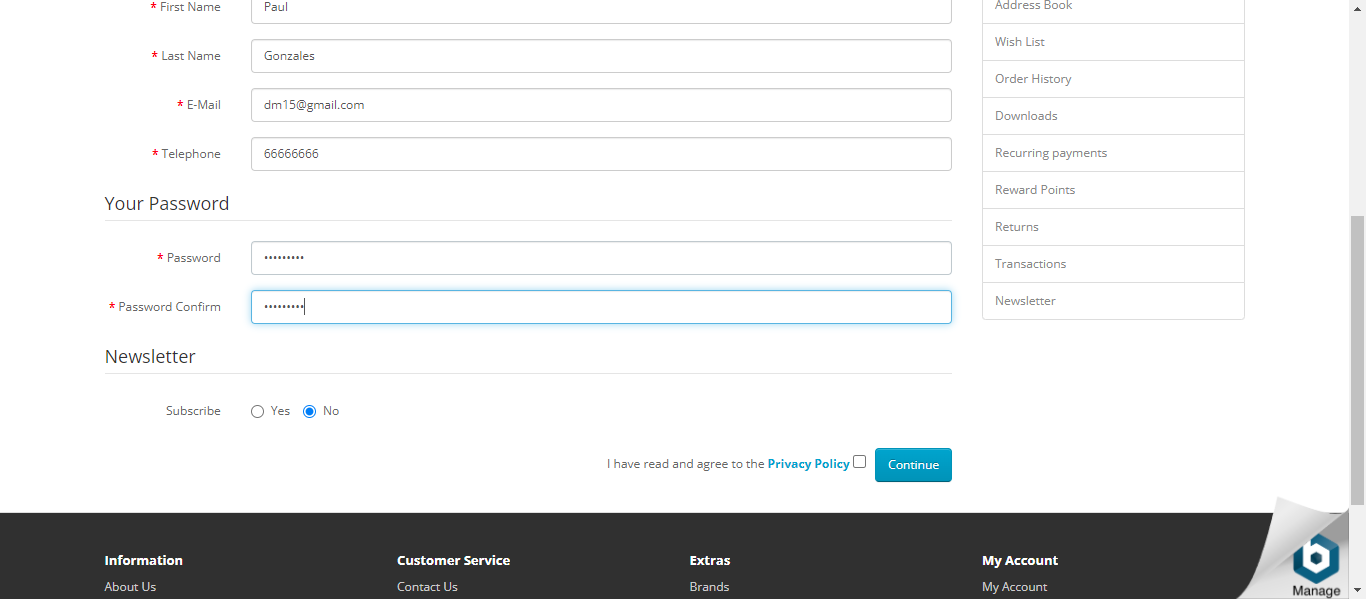 * First Name Paul
* Last Name Gonzales
* E-Mail dm15@gmail.com
* Telephone 66666666
Your Password
* Password •••••••••
* Password Confirm •••••••••
Newsletter
Subscribe Yes No
I have read and agree to the Privacy Policy Continue
Address Book
Wish List
Order History
Downloads
Recurring payments
Reward Points
Returns
Transactions
Newsletter
Information Customer Service Extras My Account
About Us Contact Us Brands My Account
Manage